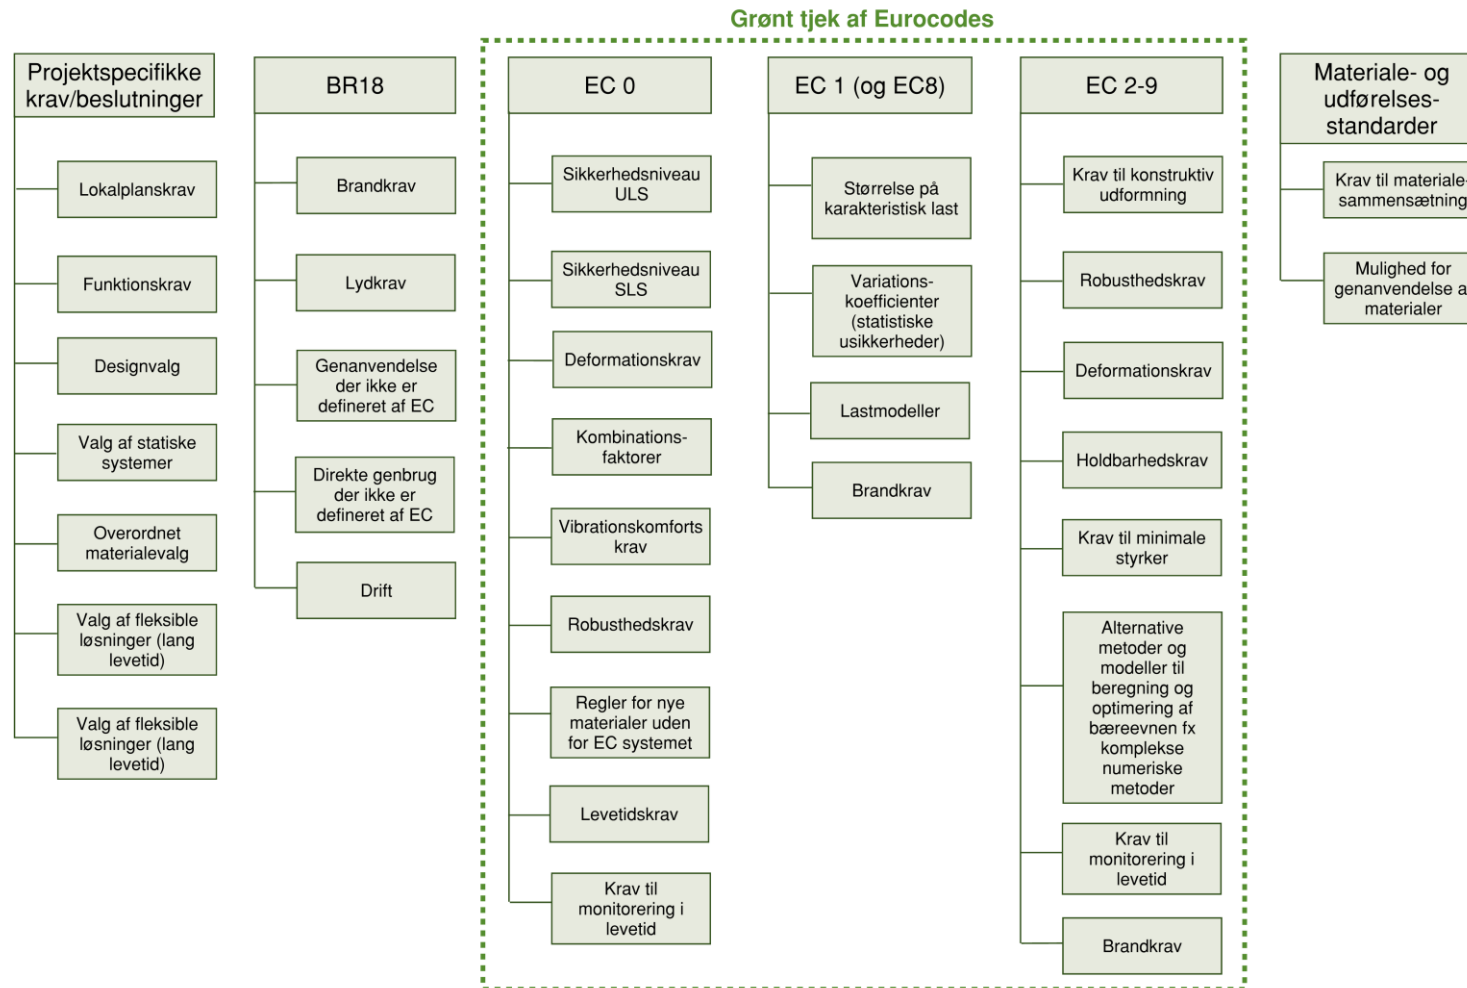 Grønt tjek af Eurocodes
Projektspecifikke
krav/beslutninger
Lokalplanskrav
Funktionskrav
Designvalg
Valg af statiske
systemer
Overordnet
materialevalg
Valg af fleksible
løsninger (lang
levetid)
Valg af fleksible
løsninger (lang
levetid)
BR18
Brandkrav
Lydkrav
Genanvendelse
der ikke er
defineret af EC
Direkte genbrug
der ikke er
defineret af EC
Drift
EC 0
Sikkerhedsniveau
ULS
Sikkerhedsniveau
SLS
Deformationskrav
Kombinations-
faktorer
Vibrationskomforts
krav
Robusthedskrav
Regler for nye
materialer uden
for EC systemet
Levetidskrav
Krav til
monitorering i
levetid
EC 1 (og EC8)
Størrelse på
karakteristisk last
Variations-
koefficienter
(statistiske
usikkerheder)
Lastmodeller
Brandkrav
EC 2-9
Krav til konstruktiv
udformning
Robusthedskrav
Deformationskrav
Holdbarhedskrav
Krav til minimale
styrker
Alternative
metoder og
modeller til
beregning og
optimering af
bæreevnen fx
komplekse
numeriske
metoder
Krav til
monitorering i
levetid
Brandkrav
Materiale- og
udførelses-
standarder
Krav til materiale-
sammensætning
Mulighed for
genanvendelse a
materialer